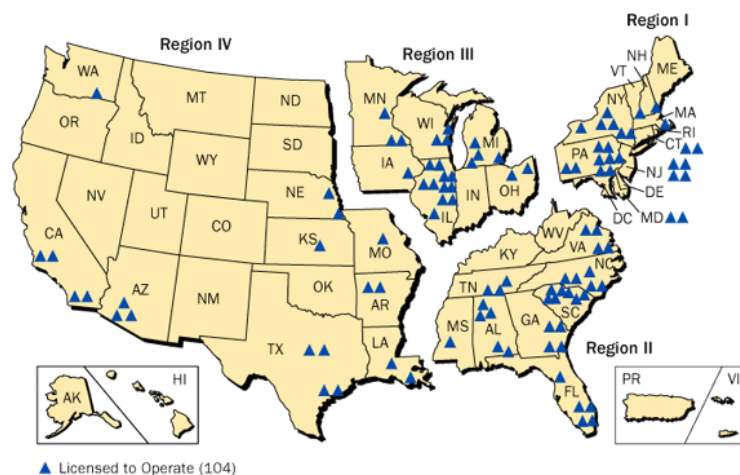 Region I
Region IV
Region III
NH
VT
ME
WA
MT
ND
MN
NY
MA
OR
ID
SD
WI
MI
RI
CT
WY
IA
PA
NJ
NV
NE
OH
DE
UT
CO
IL
IN
DC
MD
CA
KS
MO
WV
VA
KY
AZ
NM
OK
AR
TN
NC
SC
MS
AL
GA
TX
LA
Region II
HI
AK
FL
PR
VI
Licensed to Operate (104)